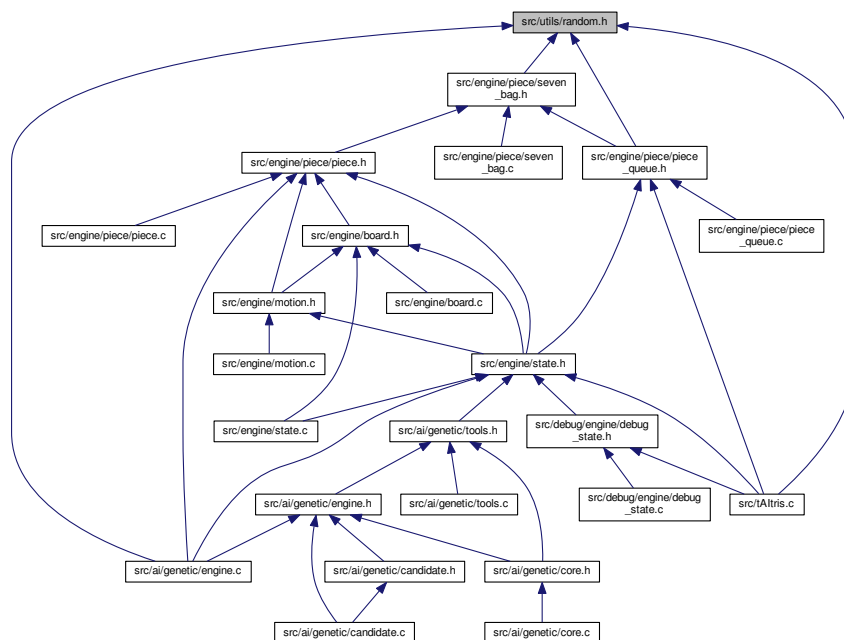 src/utils/random.h
src/engine/piece/seven
_bag.h
src/engine/piece/piece.h
src/engine/piece/seven
_bag.c
src/engine/piece/piece
_queue.h
src/engine/piece/piece.c
src/engine/board.h
src/engine/piece/piece
_queue.c
src/engine/motion.h
src/engine/board.c
src/engine/motion.c
src/engine/state.h
src/engine/state.c
src/ai/genetic/tools.h
src/debug/engine/debug
_state.h
src/ai/genetic/engine.h
src/ai/genetic/tools.c
src/debug/engine/debug
_state.c
src/tAItris.c
src/ai/genetic/engine.c
src/ai/genetic/candidate.h
src/ai/genetic/core.h
src/ai/genetic/candidate.c
src/ai/genetic/core.c